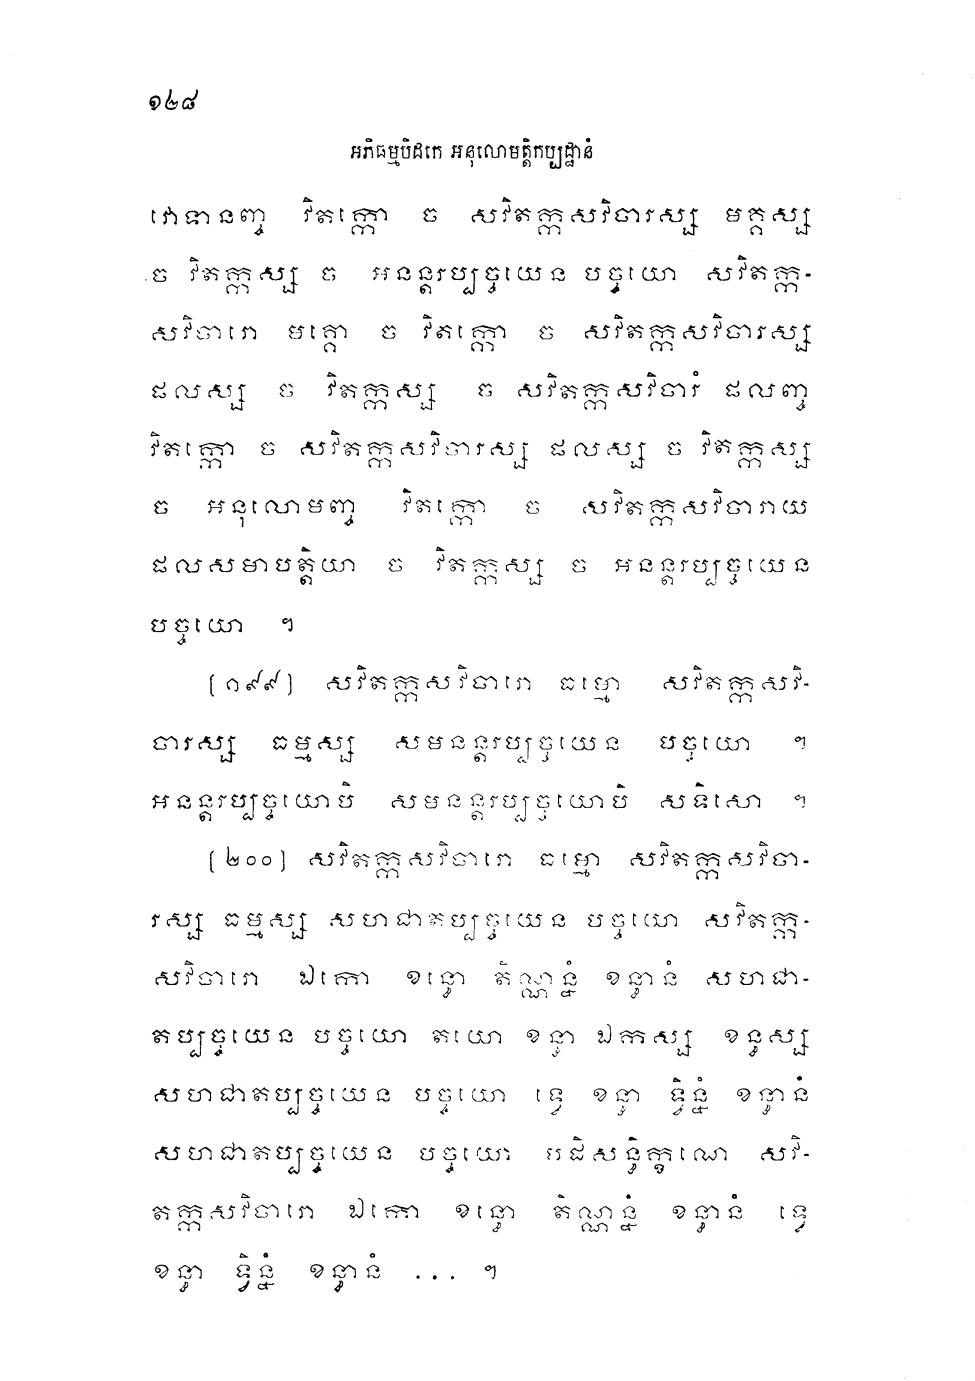 ១២៨
អភិធម្មបិដកេ អនុលោមត្តិកប្បដ្ឋានំ
វោទានញ្ច វិតក្កោ ច សវិតក្កសវិចារស្ស មគ្គស្ស
ច វិតក្កស្ស ច អនន្តរប្បច្ចយេន បច្ចយោ សវិតក្ក-
សវិចារោ មគ្គោ ច វិតក្កោ ច សវិតក្កសវិចារស្ស
ផលស្ស ច វិតក្កស្ស ច សវិតក្កសវិចារំ ផលញ្ច
វិតក្កោ ច សវិតក្កសវិចារស្ស ផលស្ស ច វិតក្កស្ស
ច អនុលោមញ្ច វិតក្កោ ច សវិតក្កសវិចារាយ
ផលសមាបត្តិយា ច វិតក្កស្ស ច អនន្តរប្បច្ចយេន
បច្ចយោ ។
(១៩៩) សវិតក្កសវិចារោ ធម្មោ សវិតក្កសវិ-
ចារស្ស ធម្មស្ស សមនន្តរប្បច្ចយេន បច្ចយោ ។
អនន្តរប្បច្ចយោបិ សមនន្តរប្បច្ចយោបិ សទិសោ ។
(២០០) សវិតក្កសវិចារោ ធម្មោ សវិតក្កសវិចា-
រស្ស ធម្មស្ស សហជាតប្បច្ចយេន បច្ចយោ សវិតក្ក-
សវិចារោ ឯកោ ខន្ធោ តិណ្ណន្នំ ខន្ធានំ សហជា-
តប្បច្ចយេន បច្ចយោ តយោ ខន្ធា ឯកស្ស ខន្ធស្ស
សហជាតប្បច្ចយេន បច្ចយោ ទ្វេ ខន្ធា ទ្វិន្នំ ខន្ធានំ
សហជាតប្បច្ចយេន បច្ចយោ បដិសន្ធិក្ខណេ សវិ-
តក្កសវិចារោ ឯកោ ខន្ធោ តិណ្ណន្នំ ខន្ធានំ ទ្វេ
ខន្ធា ទ្វិន្នំ ខន្ធានំ ... ។